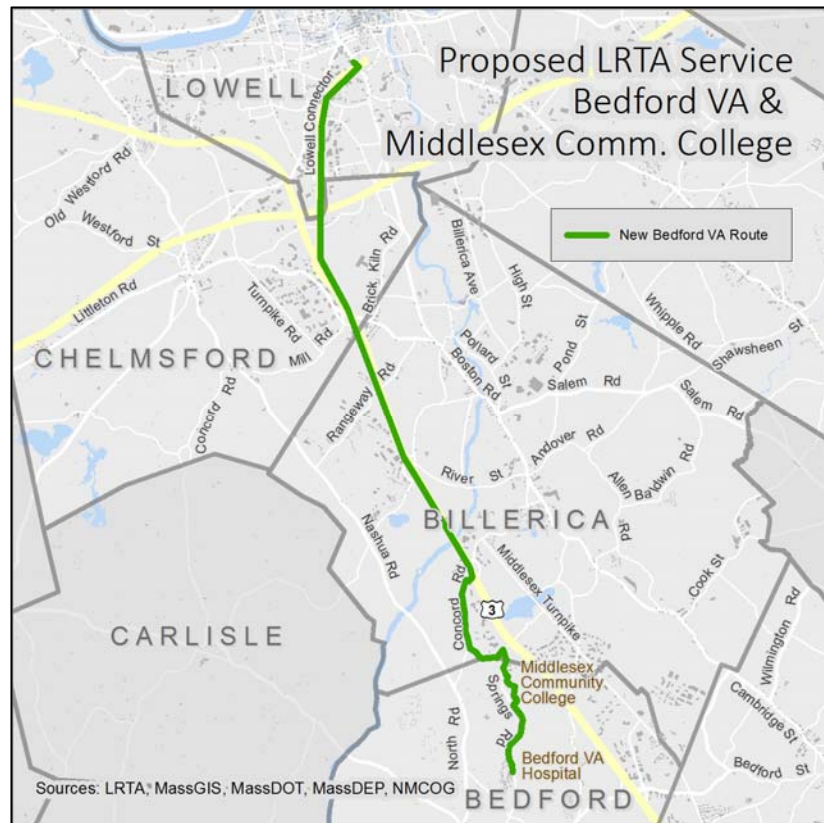 Proposed LRTA Service
Bedford VA &
Middlesex Comm. College
New Bedford VA Route
LOWELL
Lowell Connector
Old Westford Rd
Westford St
Littleton Rd
Turnpike Rd
Brick Kiln Rd
Billerica Ave
High St
Whipple Rd
Shawsheen St
Pollard St
Pond St
Boston Rd
CHELMSFORD
Mill Rd
Concord Rd
Rangeway Rd
Salem Rd
Salem Rd
Andover Rd
River St
Allen Rd
Baldwin Rd
BILLERICA
Nashua Rd
Middlesex Turnpike
Cook St
Concord Rd
3
CARLISLE
Wilmington Rd
Middlesex
Community
College
Springs Rd
North Rd
Cambridge St
Bedford St
Bedford VA
Hospital
BEDFORD
Sources: LRTA, MassGIS, MassDOT, MassDEP, NMCOG